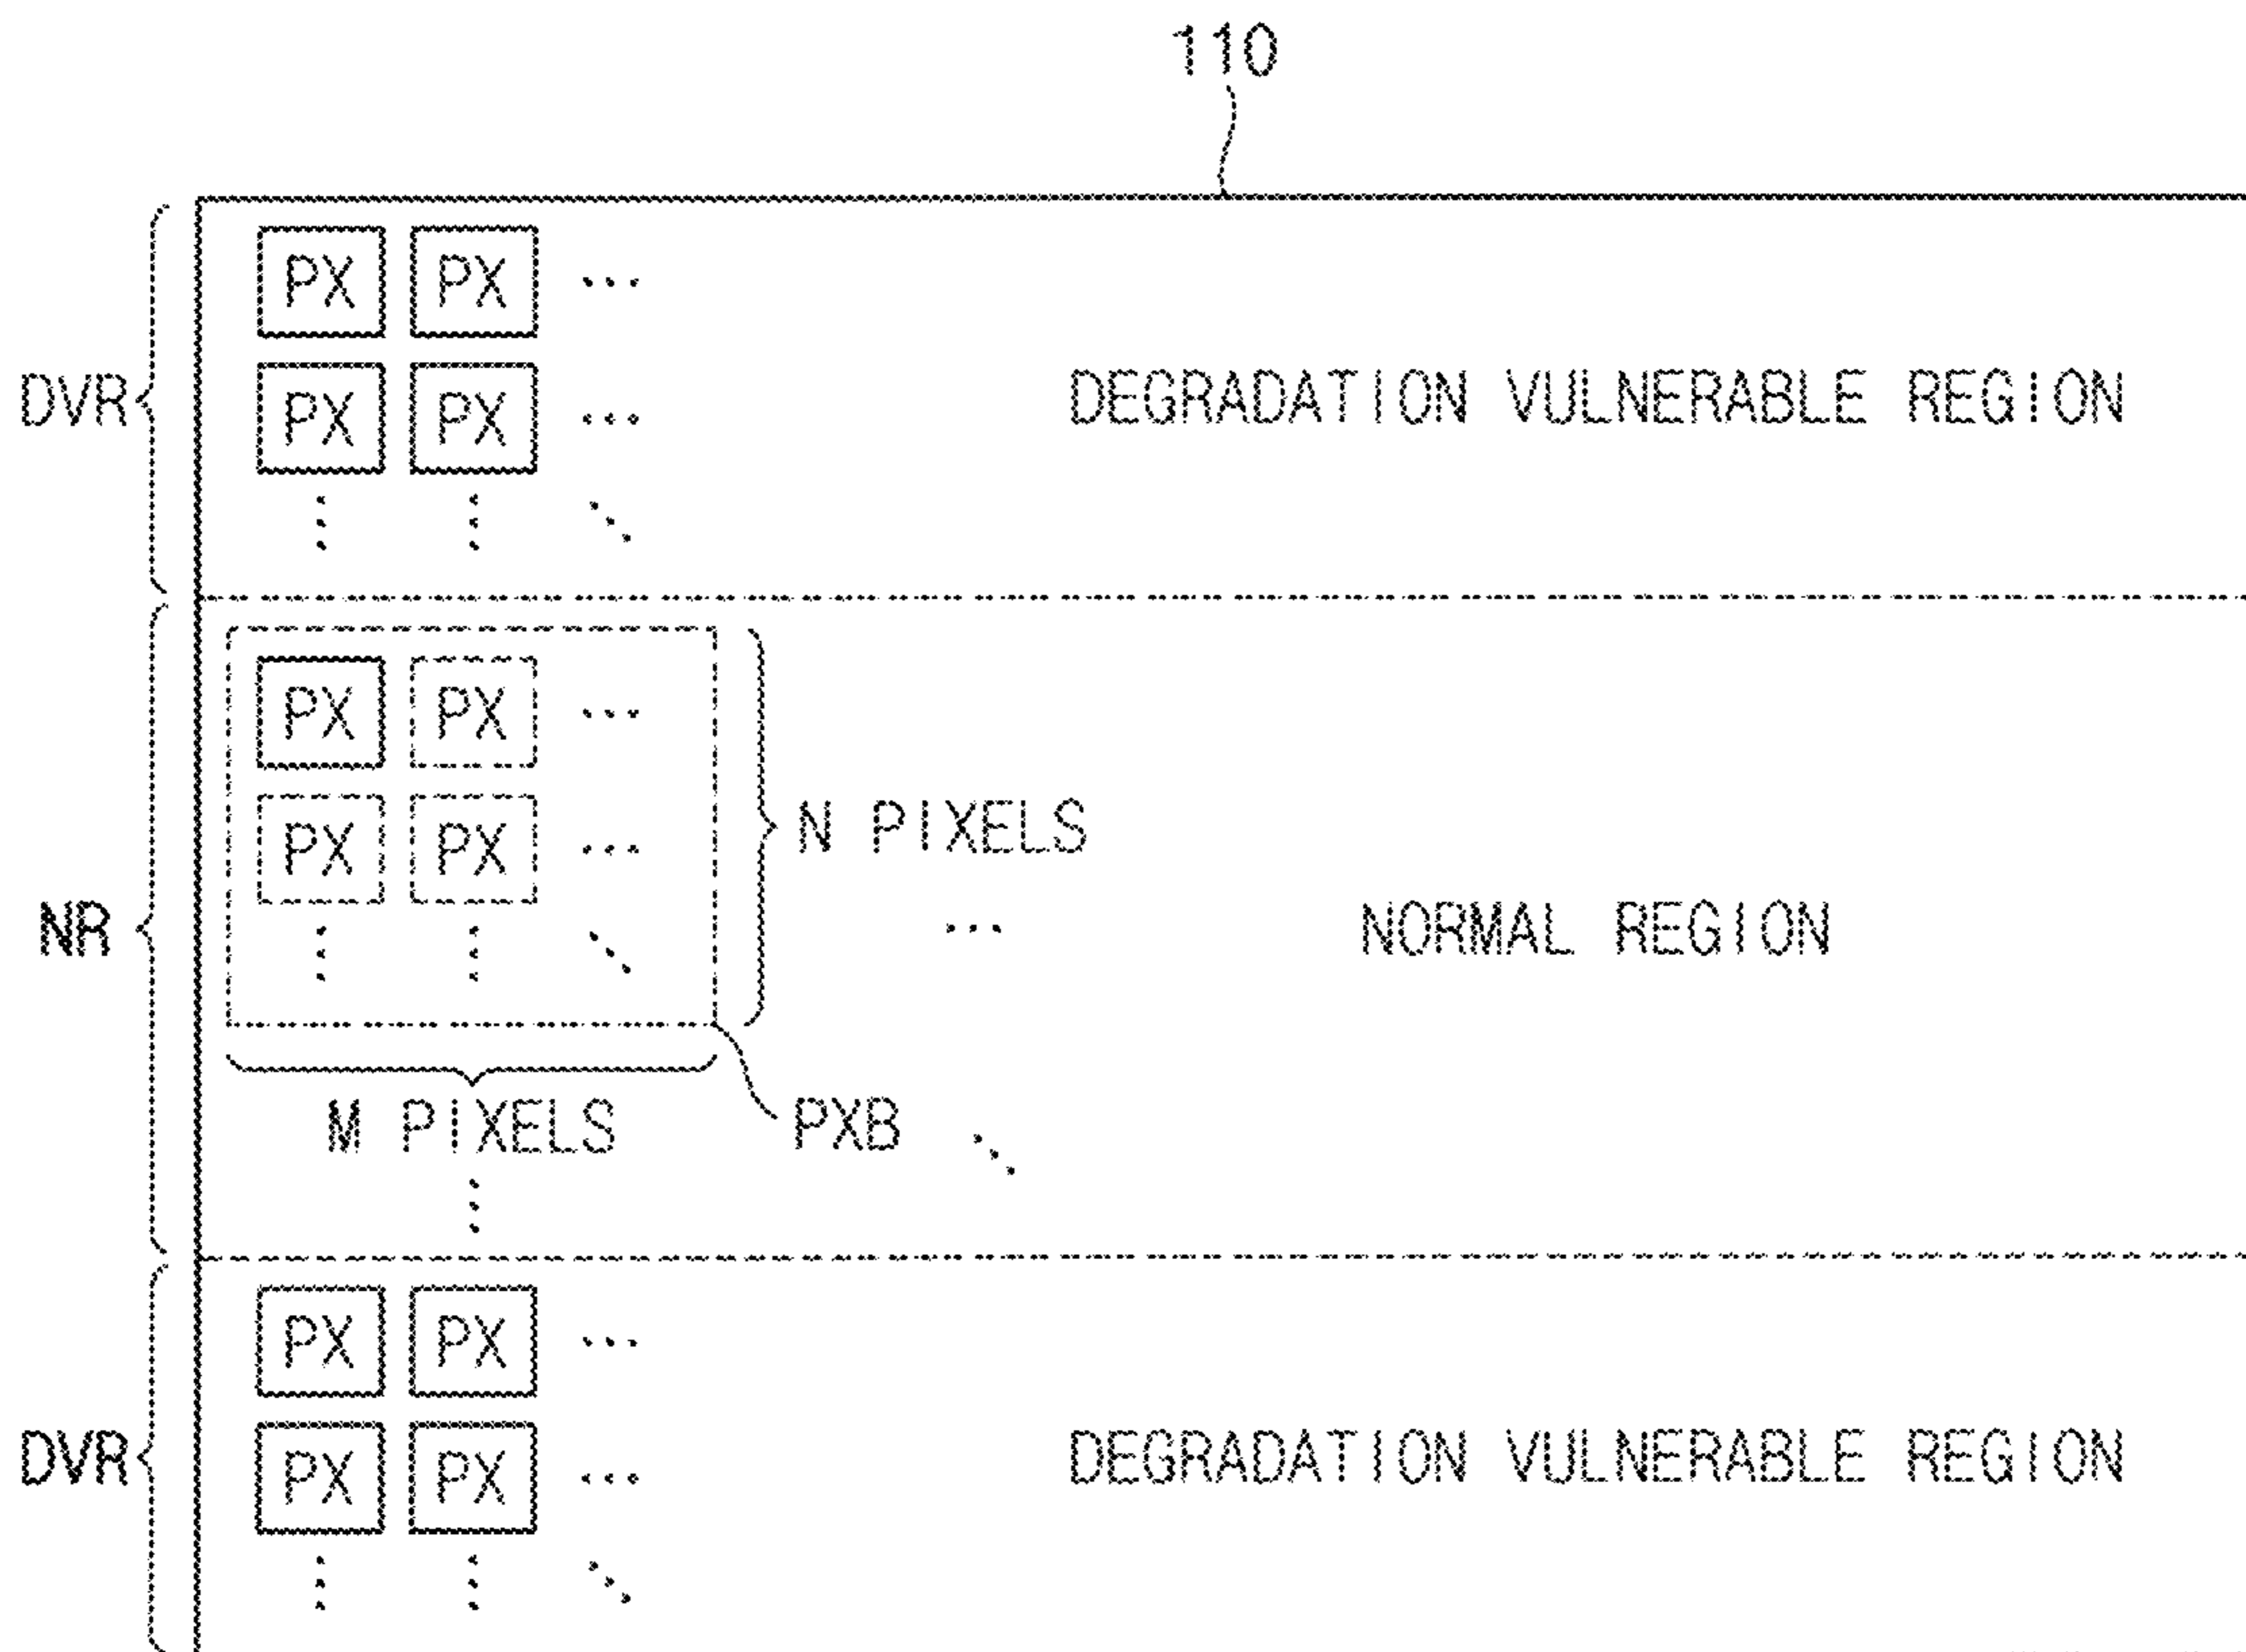 110
PX PX ...
DVR PX PX ... DEGRADATION VULNERABLE REGION
PX PX ...
PX PX ... N PIXELS
NR ... NORMAL REGION
M PIXELS PXB
PX PX ...
DVR PX PX ... DEGRADATION VULNERABLE REGION